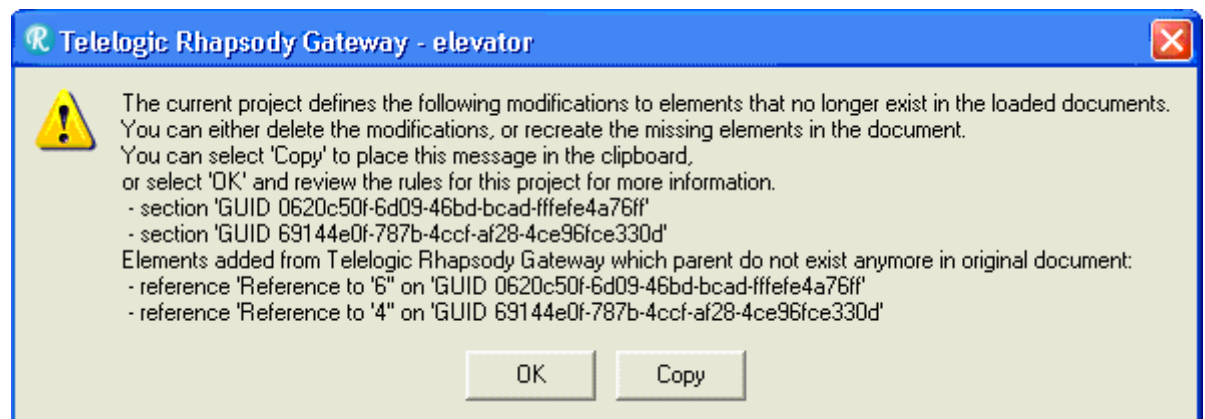 Telelogic Rhapsody Gateway - elevator
The current project defines the following modifications to elements that no longer exist in the loaded documents.
You can either delete the modifications, or recreate the missing elements in the document.
You can select 'Copy' to place this message in the clipboard,
or select 'OK' and review the rules for this project for more information.
- section 'GUID 0620c50f-6d09-46bd-bcad-fffefe4a76ff'
- section 'GUID 69144e0f-787b-4ccf-af28-4ce96fce330d'
Elements added from Telelogic Rhapsody Gateway which parent do not exist anymore in original document:
- reference 'Reference to '6'' on 'GUID 0620c50f-6d09-46bd-bcad-fffefe4a76ff'
- reference 'Reference to '4'' on 'GUID 69144e0f-787b-4ccf-af28-4ce96fce330d'
OK Copy